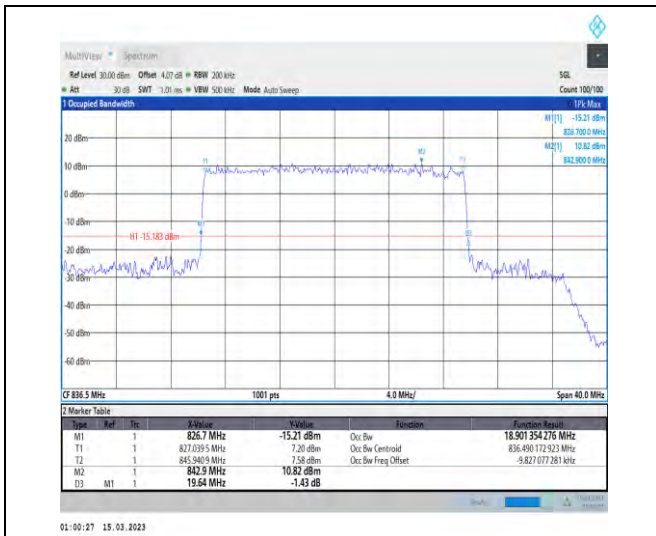 MultiView Spectrum
Ref Level 30.00 dBm Offset 4.07 dB RBW 200 kHz SGL
Att 30 dB SWT 1.01 ms VBW 500 kHz Mode Auto Sweep Count 100/100
1 Occupied Bandwidth 1Pk Max
M1[1] -15.21 dBm
826.700 0 MHz
M2[1] 10.82 dBm
842.900 0 MHz
20 dBm
M2
T1 T2
10 dBm
0 dBm
-10 dBm
M1
H1 -15.183 dBm
D3
-20 dBm
-30 dBm
-40 dBm
-50 dBm
-60 dBm
CF 836.5 MHz 1001 pts 4.0 MHz/ Span 40.0 MHz
2 Marker Table
Type Ref Trc X-Value Y-Value Function Function Result
M1 1 826.7 MHz -15.21 dBm Occ Bw 18.901 354 276 MHz
T1 1 827.039 5 MHz 7.20 dBm Occ Bw Centroid 836.490 172 923 MHz
T2 1 845.940 9 MHz 7.58 dBm Occ Bw Freq Offset -9.827 077 281 kHz
M2 1 842.9 MHz 10.82 dBm
D3 M1 1 19.64 MHz -1.43 dB
01:00:27 15.03.2023